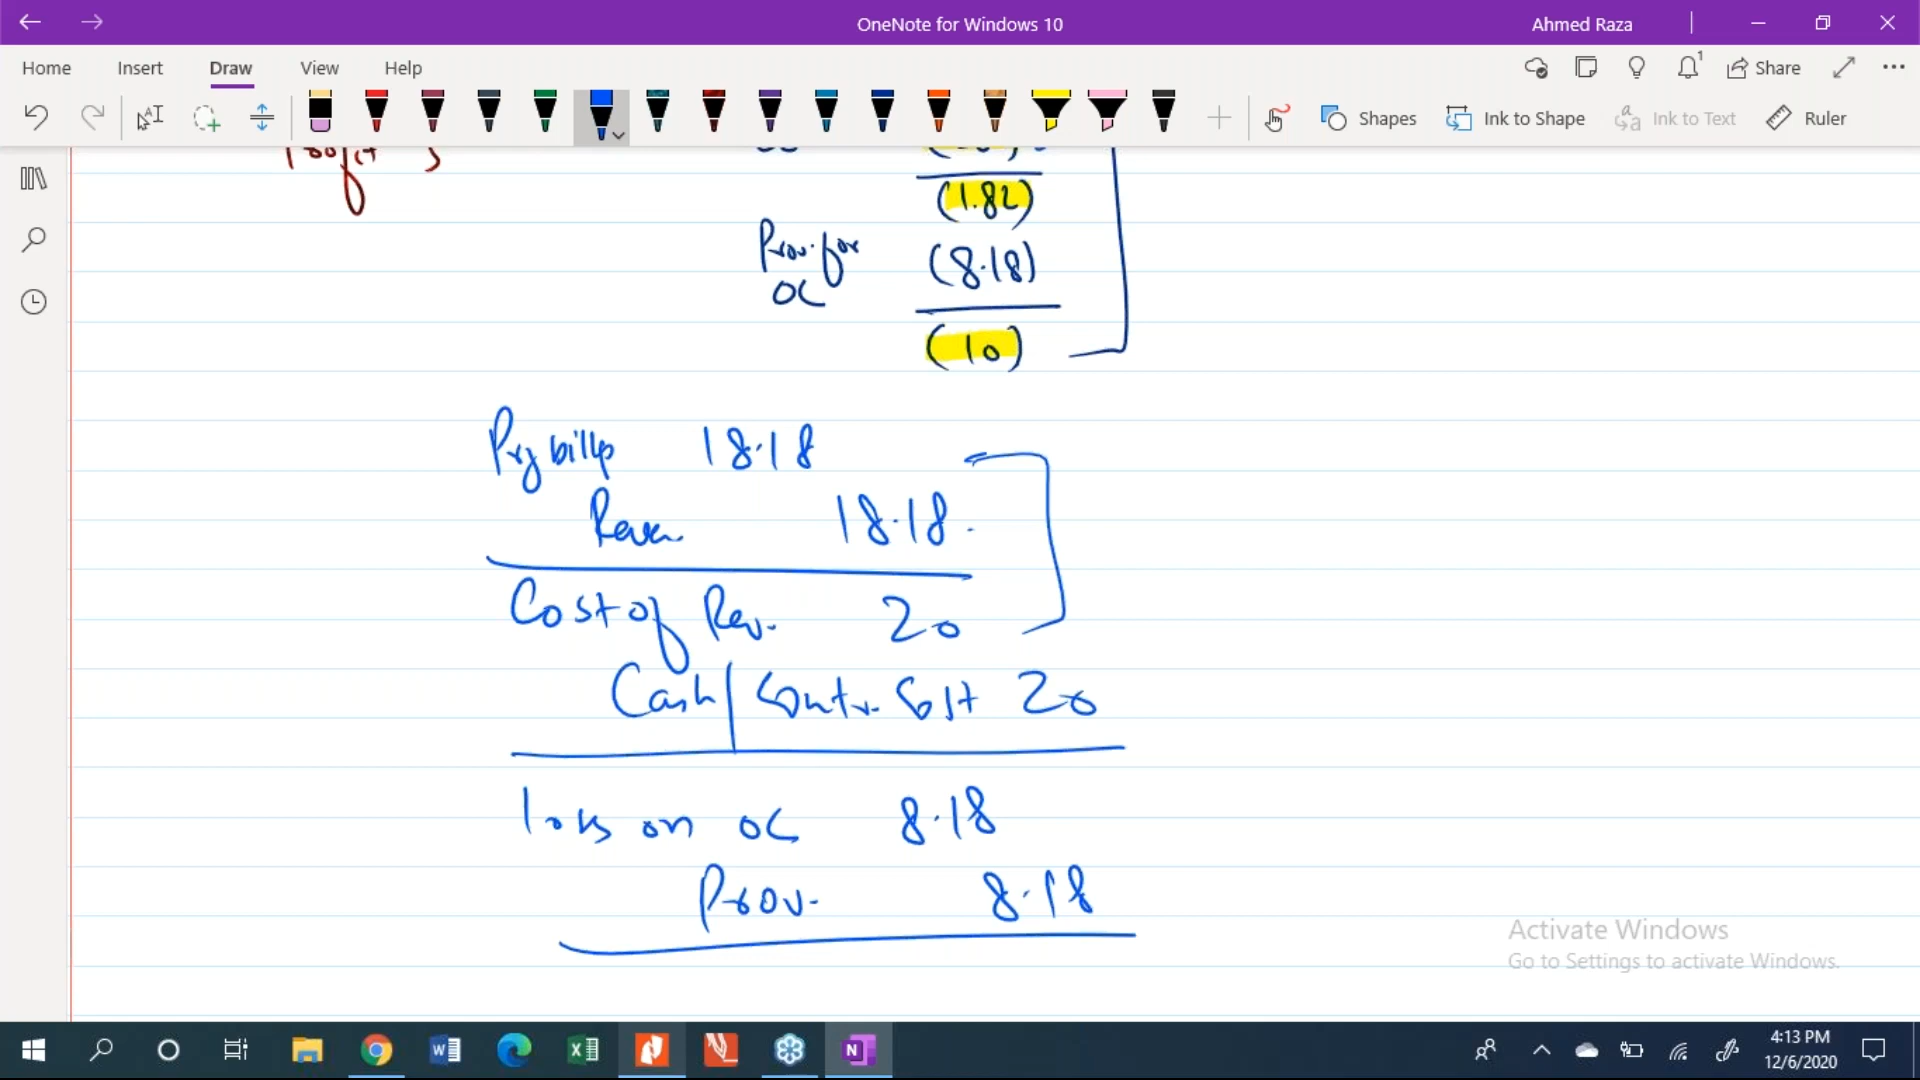 OneNote for Windows 10
Ahmed Raza
Home Insert Draw View Help
1
Share
Shapes Ink to Shape Ink to Text Ruler
(1.82)
Prov. for (8.18)
OC
(10)
18.18
18.18.
Cost of Rev. 20
Cash/ Contr. Cost 20
loss on OC 8.18
Prov. 8.18
Activate Windows
Go to Settings to activate Windows.
4:13 PM
12/6/2020